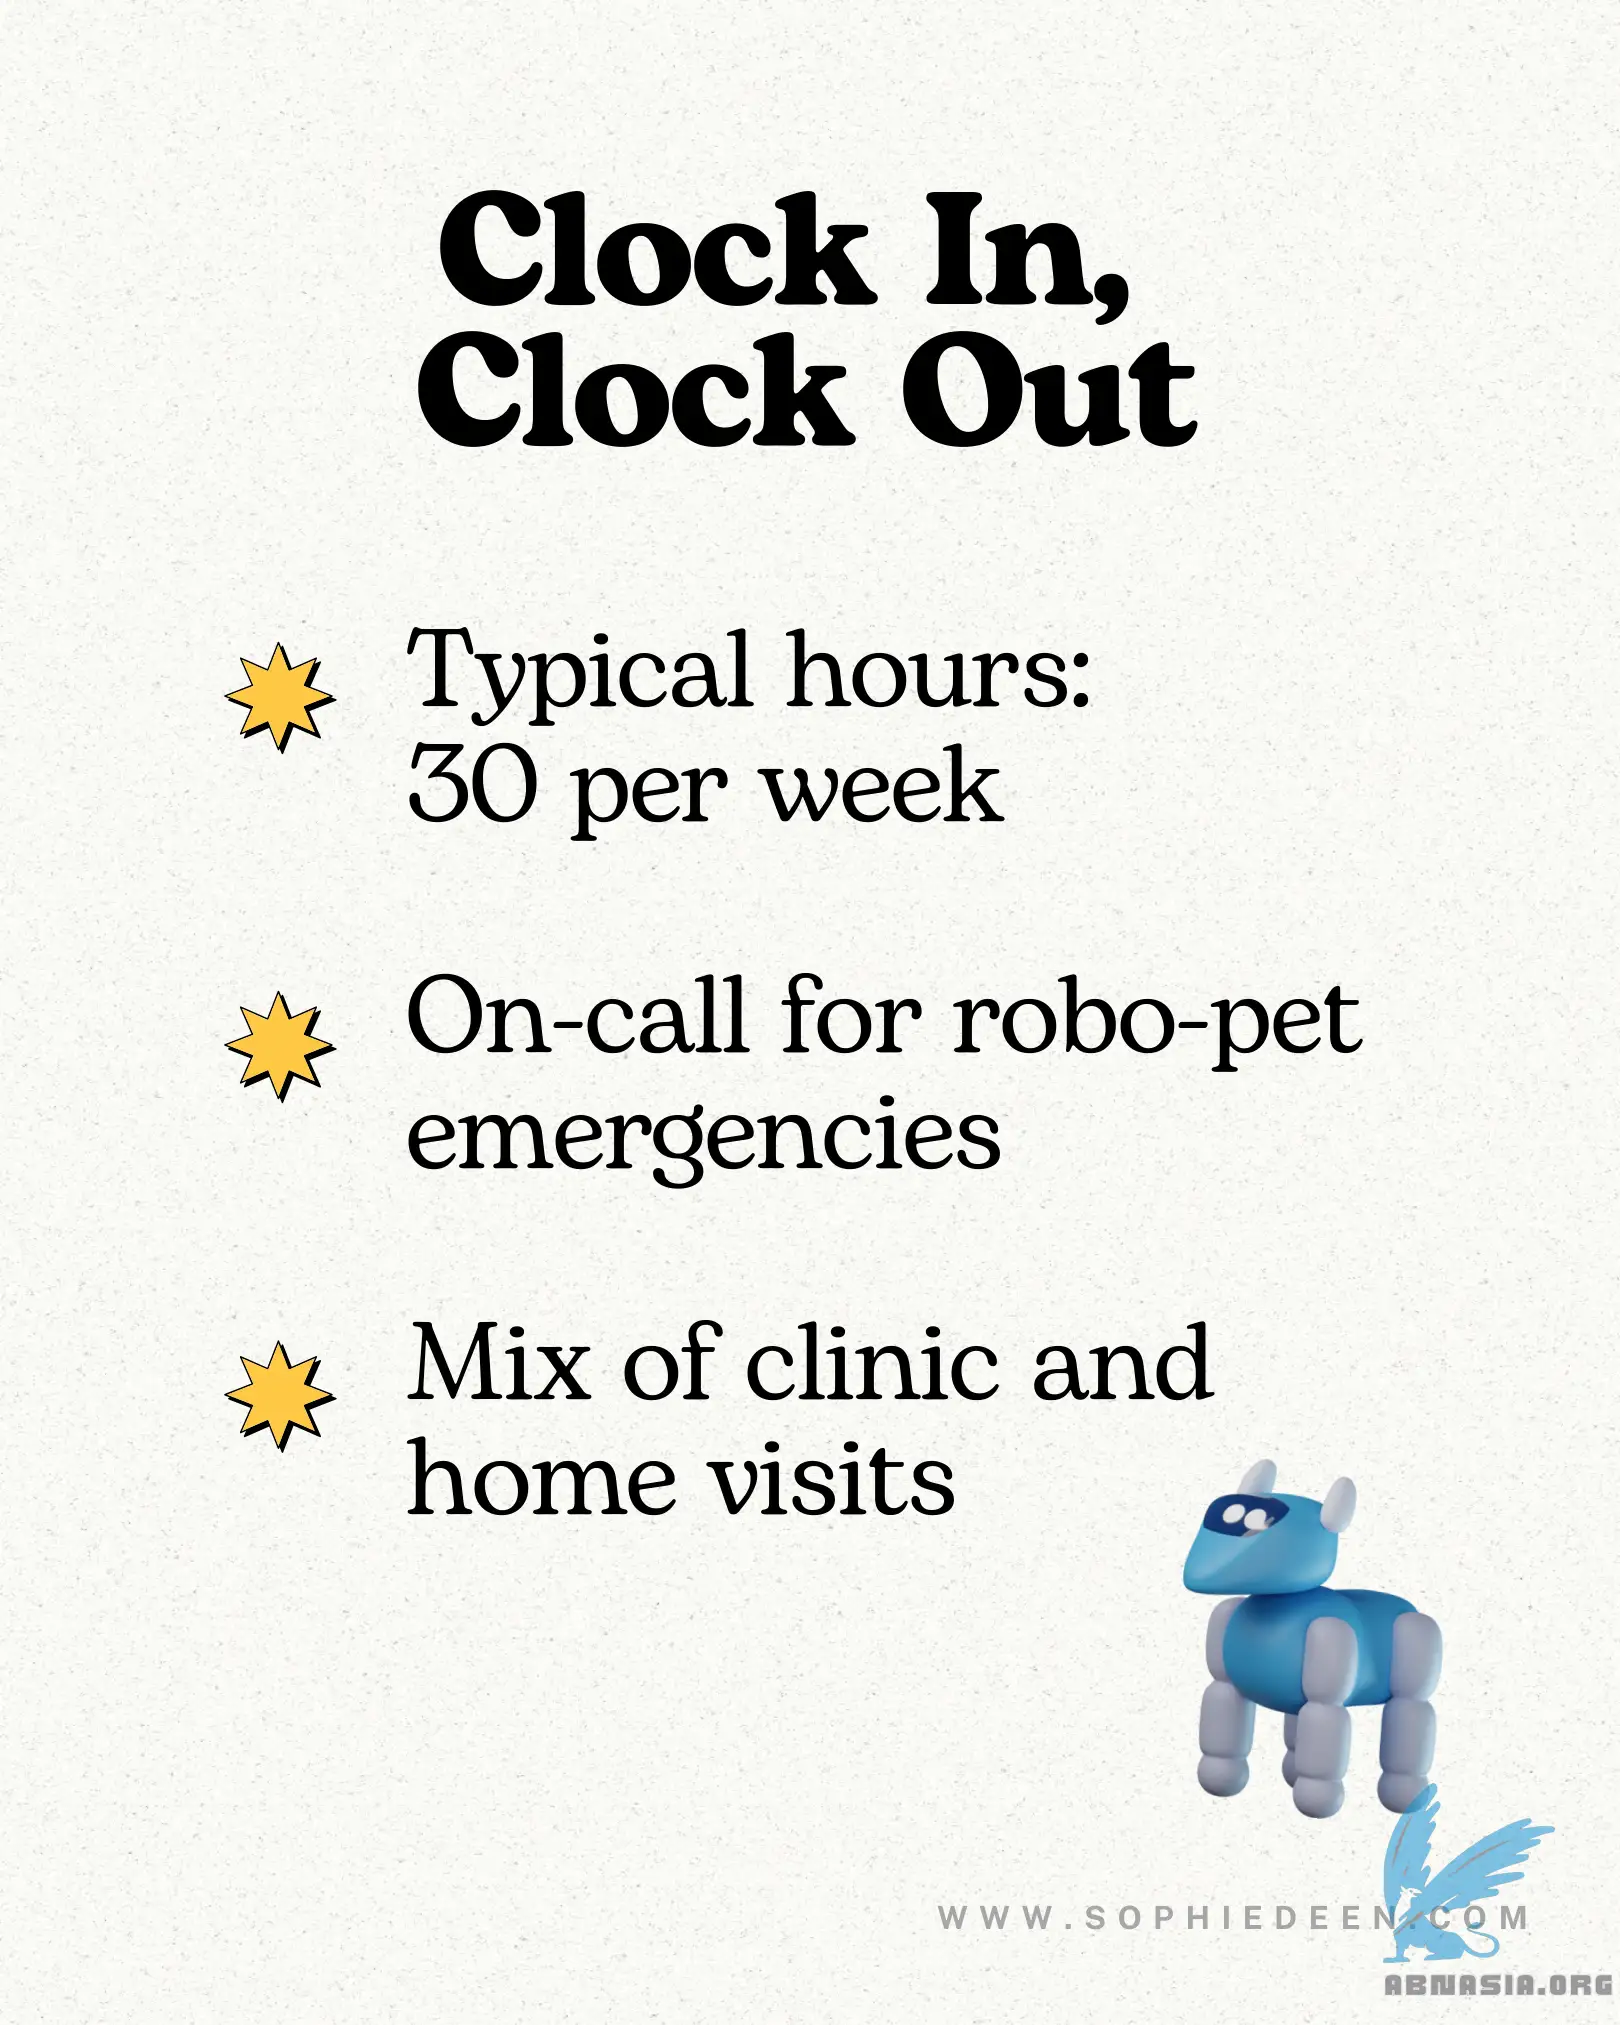 Clock In,
Clock Out
Typical hours:
30 per week
On-call for robo-pet
emergencies
Mix of clinic and
home visits
WWW.SOPHIEDEEN.COM
ABNASIA.ORG